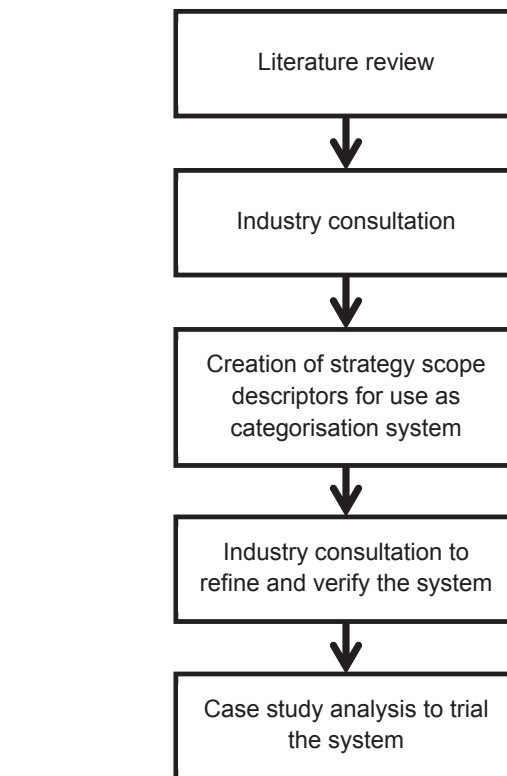 Literature review
Industry consultation
Creation of strategy scope
descriptors for use as
categorisation system
Industry consultation to
refine and verify the system
Case study analysis to trial
the system